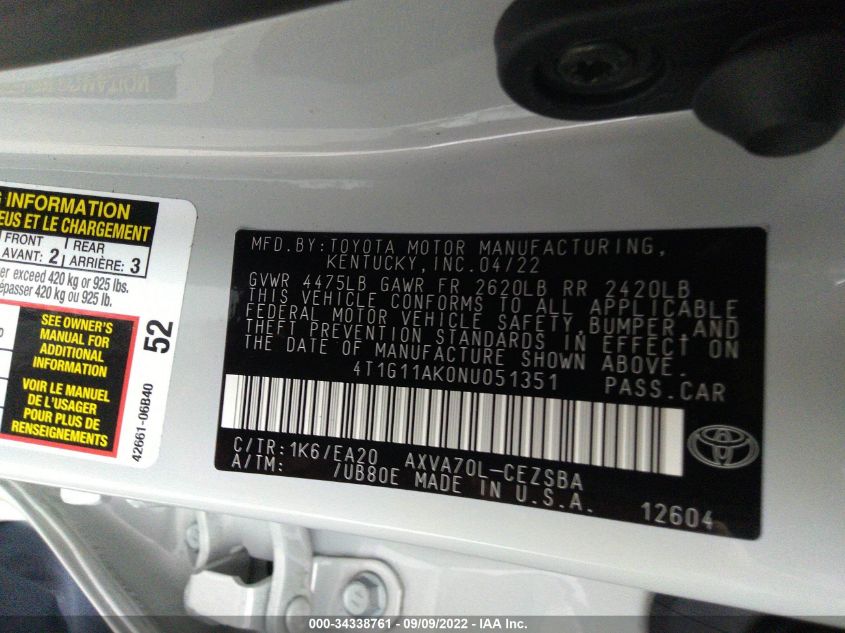 G INFORMATION
EUS ET LE CHARGEMENT
FRONT
AVANT: 2
REAR
ARRIÈRE: 3
er exceed 420 kg or 925 lbs.
épasser 420 kg ou 925 lb.
SEE OWNER'S
MANUAL FOR
ADDITIONAL
INFORMATION
VOIR LE MANUEL
DE L'USAGER
POUR PLUS DE
RENSEIGNEMENTS
52
42661-06B40
MFD.BY:TOYOTA MOTOR MANUFACTURING,
KENTUCKY,INC.04/22
GVWR 4475LB GAWR FR 2620LB RR 2420LB
THIS VEHICLE CONFORMS TO ALL APPLICABLE
FEDERAL MOTOR VEHICLE SAFETY,BUMPER,AND
THEFT PREVENTION STANDARDS IN EFFECT ON
THE DATE OF MANUFACTURE SHOWN ABOVE.
4T1G11AK0NU051351 PASS.CAR
C/TR:1K6/EA20 AXVA70L-CEZSBA
A/TM: /UB80E MADE IN U.S.A.
12604
000-34338761 - 09/09/2022 - IAA Inc.